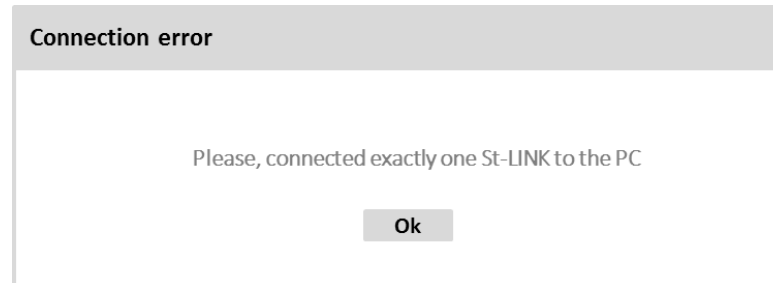 Connection error
Please, connected exactly one St-LINK to the PC
Ok